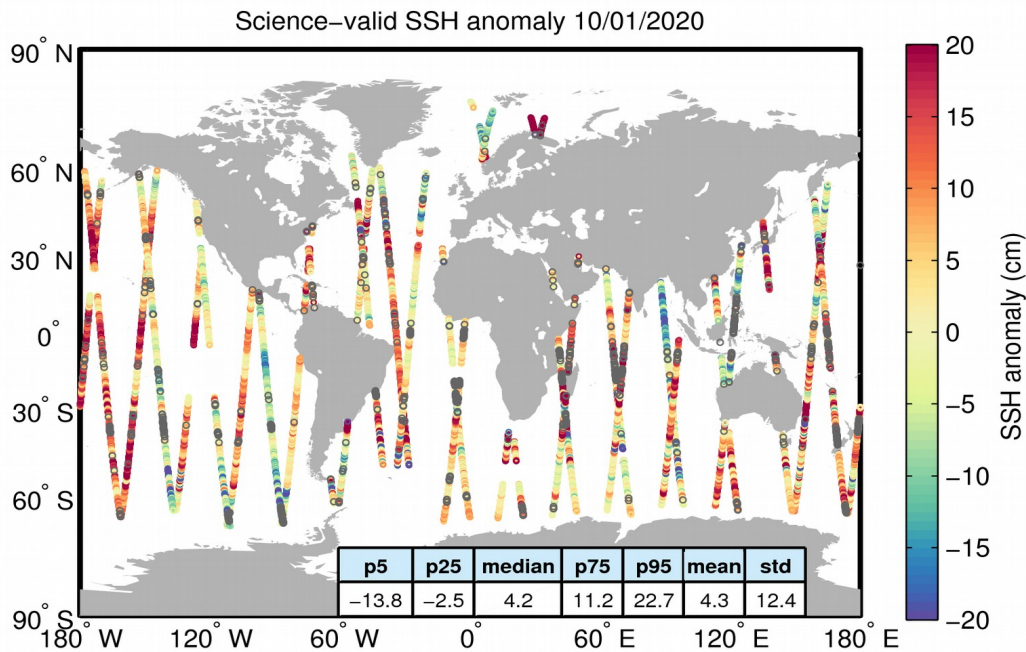 Science−valid SSH anomaly 10/01/2020
90° N
60° N
30° N
0°
30° S
60° S
90° S
180° W
120° W
60° W
0°
60° E
120° E
180° E
p5 p25 median p75 p95 mean std
−13.8 −2.5 4.2 11.2 22.7 4.3 12.4
20
15
10
5
0
−5
−10
−15
−20
SSH anomaly (cm)